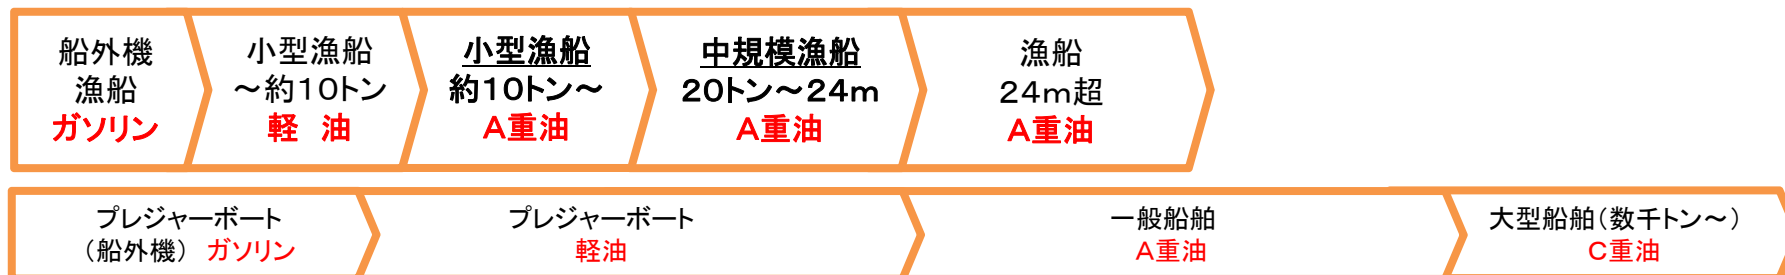 船外機
漁船
ガソリン
小型漁船
～約10トン
軽　油
小型漁船
約10トン～
A重油
中規模漁船
20トン～24m
A重油
漁船
24m超
A重油
プレジャーボート
（船外機） ガソリン
プレジャーボート
軽油
一般船舶
A重油
大型船舶（数千トン～）
C重油